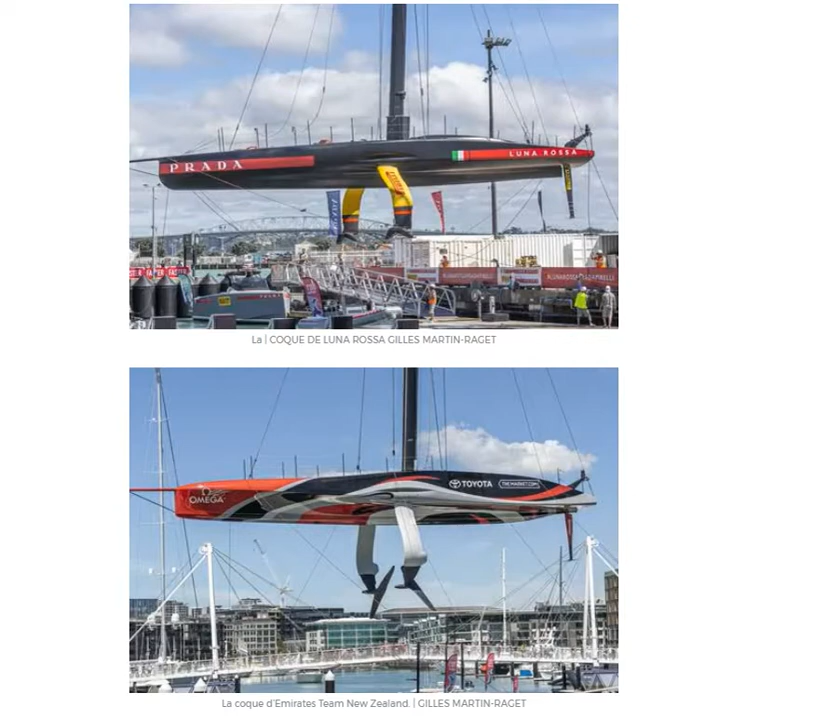 PRADA
LUNA ROSSA
La | COQUE DE LUNA ROSSA GILLES MARTIN-RAGET
OMEGA
TOYOTA
La coque d'Emirates Team New Zealand. | GILLES MARTIN-RAGET